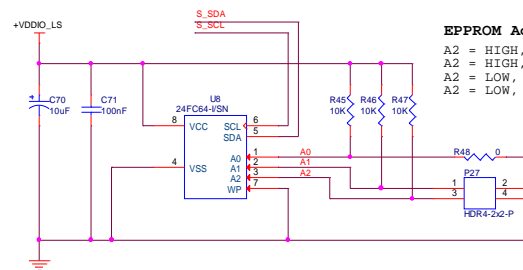 S_SDA
S_SCL
+VDDIO_LS
EPPROM A
A2 = HIGH,
A2 = HIGH,
A2 = LOW,
A2 = LOW,
C70
10uF
C71
100nF
U8
24FC64-I/SN
8 VCC SCL 6
SDA 5
4 VSS A0 1 A0
A1 2 A1
A2 3 A2
WP 7
R45
10K
R46
10K
R47
10K
R48 0
P27
1 2
3 4
HDR4-2x2-P